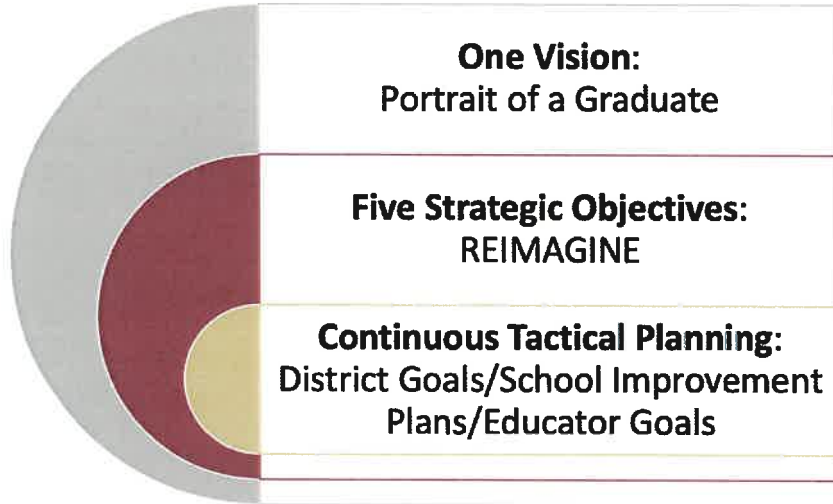 One Vision:
Portrait of a Graduate
Five Strategic Objectives:
REIMAGINE
Continuous Tactical Planning:
District Goals/School Improvement
Plans/Educator Goals